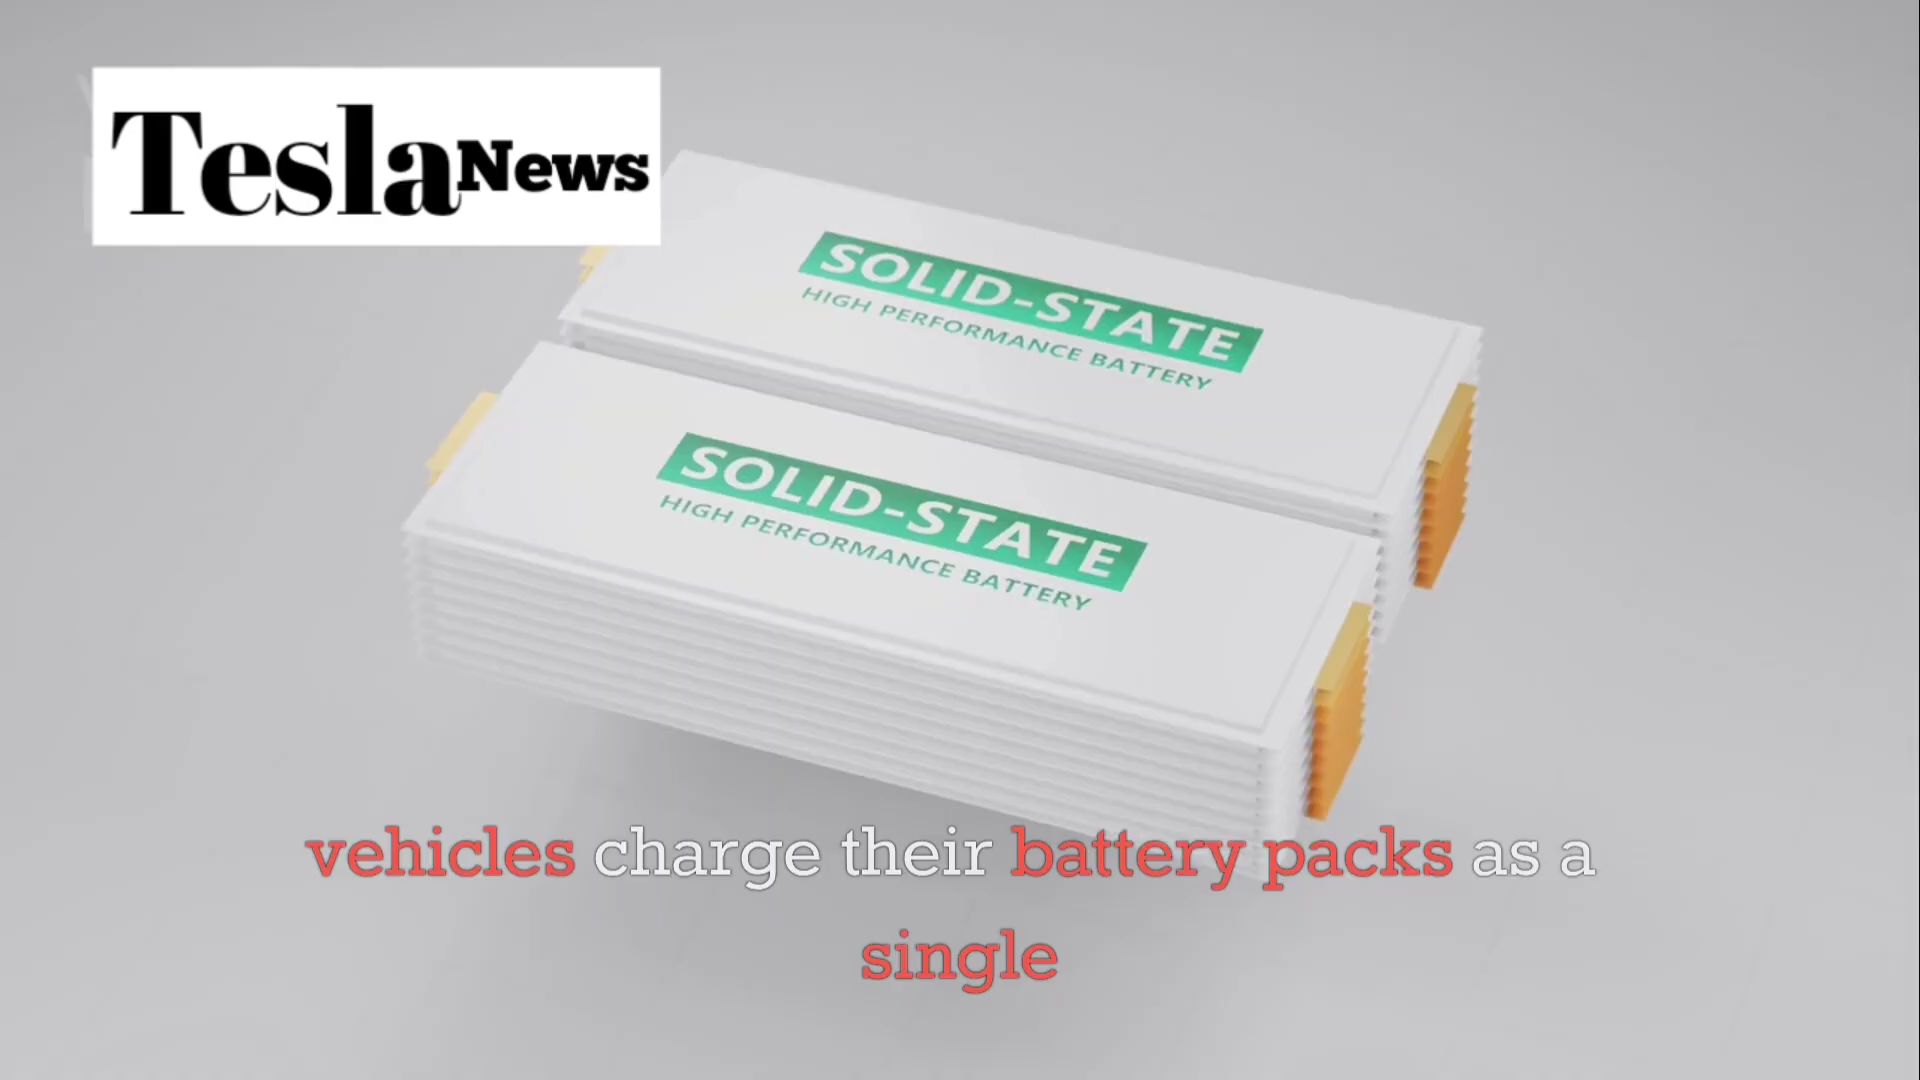 Tesla News
SOLID-STATE
HIGH PERFORMANCE BATTERY
SOLID-STATE
HIGH PERFORMANCE BATTERY
vehicles charge their battery packs as a
single